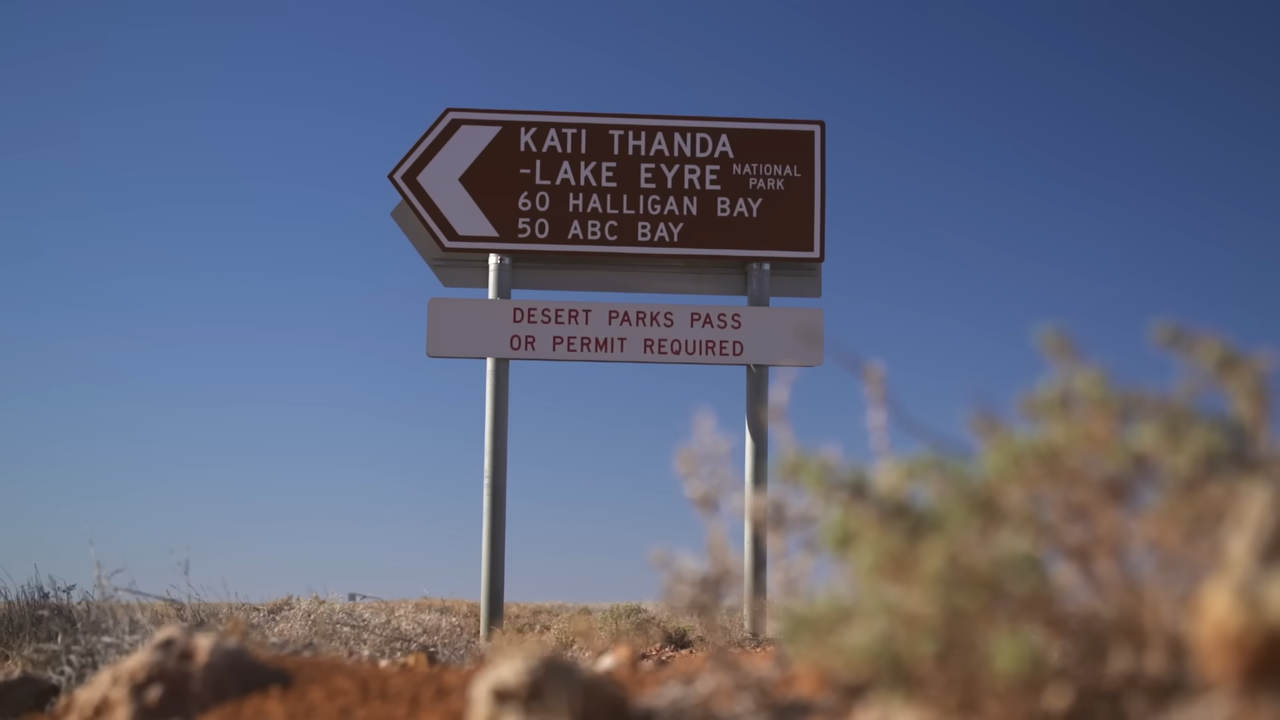 KATI THANDA
-LAKE EYRE NATIONAL PARK
60 HALLIGAN BAY
50 ABC BAY
DESERT PARKS PASS
OR PERMIT REQUIRED